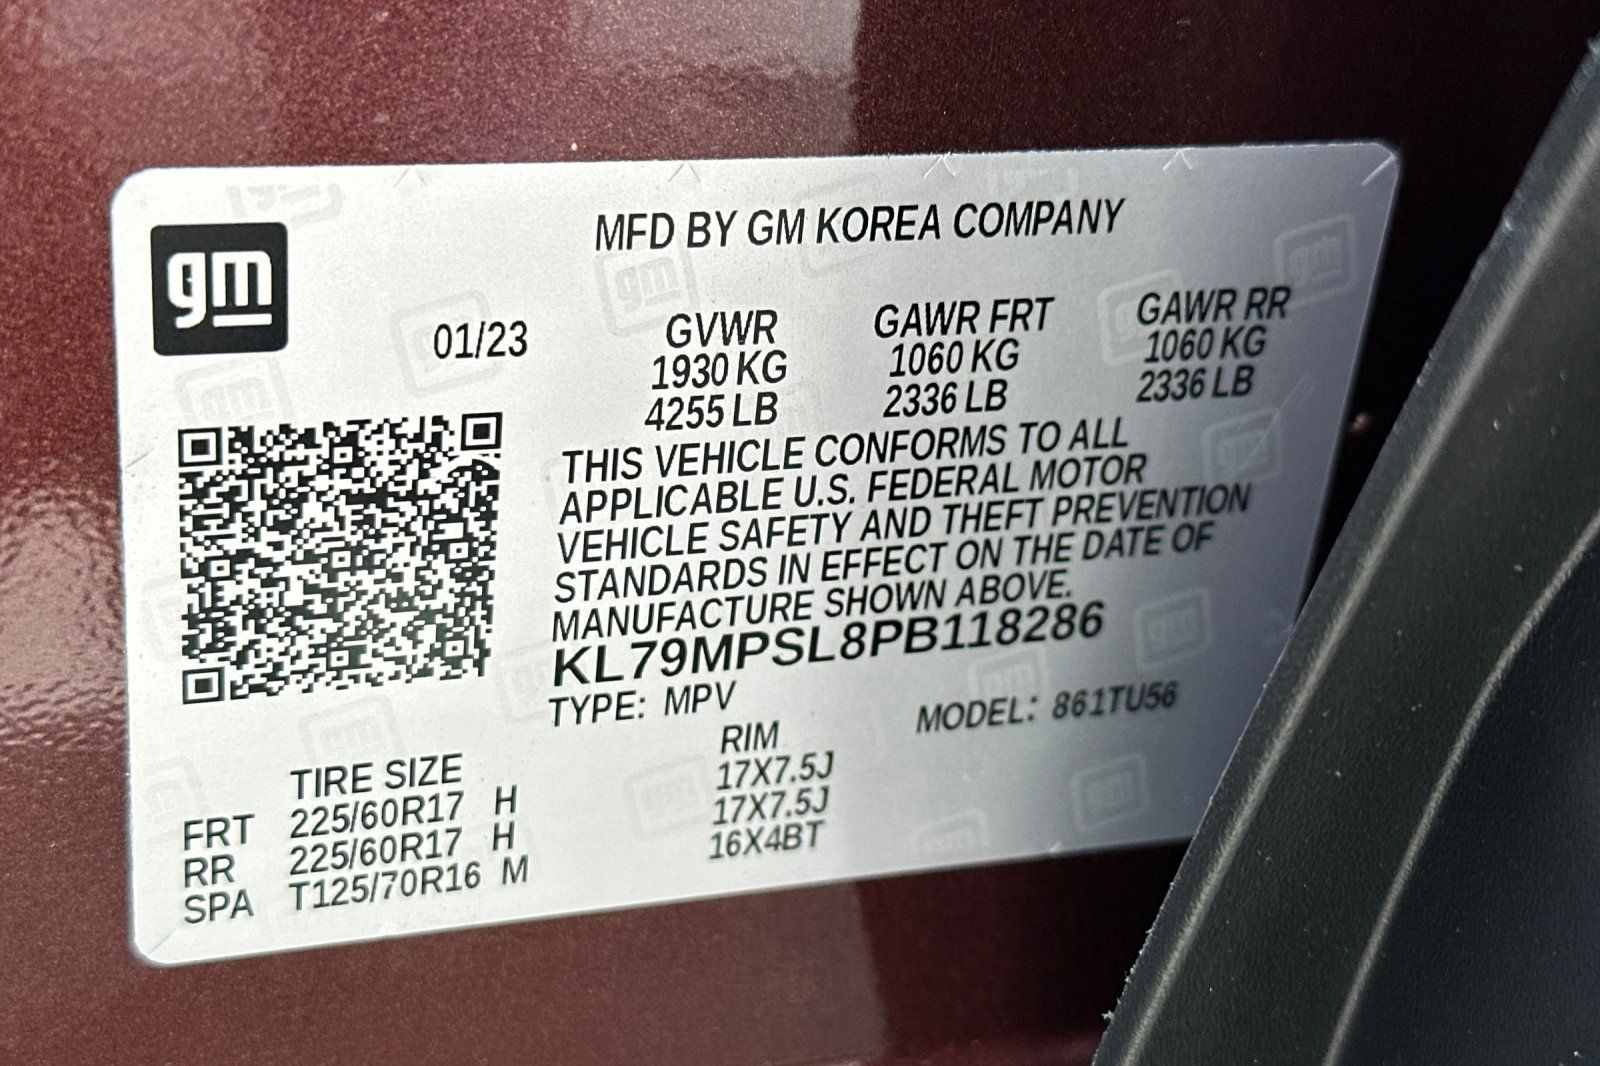 gm
MFD BY GM KOREA COMPANY
01/23
GVWR GAWR FRT GAWR RR
1930 KG 1060 KG 1060 KG
4255 LB 2336 LB 2336 LB
THIS VEHICLE CONFORMS TO ALL
APPLICABLE U.S. FEDERAL MOTOR
VEHICLE SAFETY AND THEFT PREVENTION
STANDARDS IN EFFECT ON THE DATE OF
MANUFACTURE SHOWN ABOVE.
KL79MPSL8PB118286
TYPE: MPV MODEL: 861TU56
TIRE SIZE RIM
FRT 225/60R17 H 17X7.5J
RR 225/60R17 H 17X7.5J
SPA T125/70R16 M 16X4BT